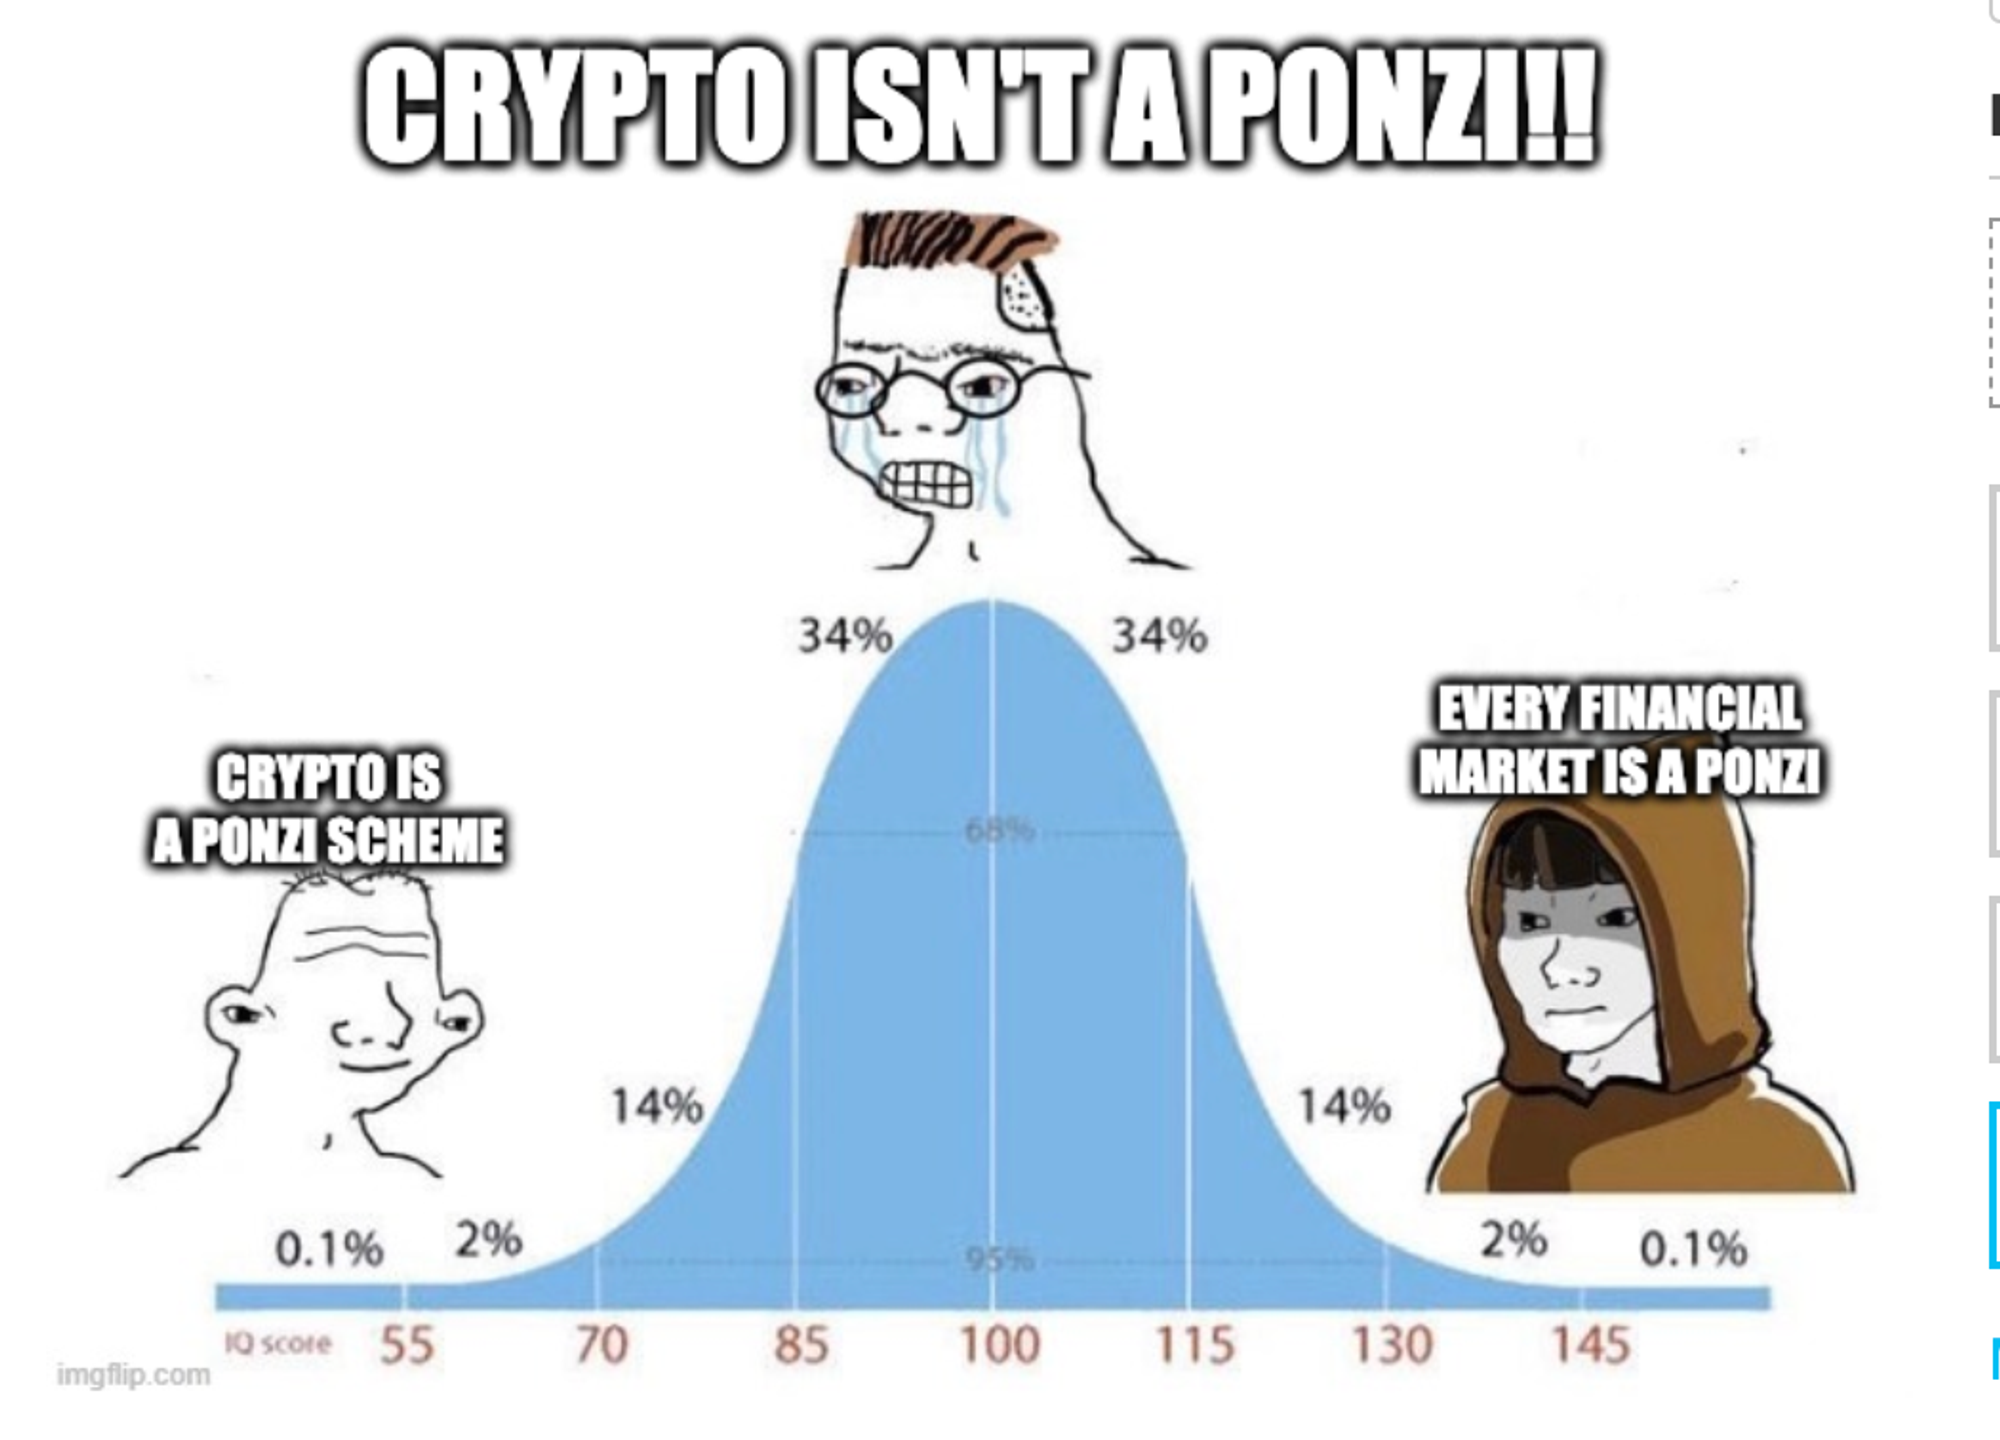 CRYPTO ISN'T A PONZI!!
34% 34%
EVERY FINANCIAL
MARKET IS A PONZI
CRYPTO IS
A PONZI SCHEME
68%
14% 14%
0.1% 2% 2% 0.1%
95%
IQ score 55 70 85 100 115 130 145
imgflip.com